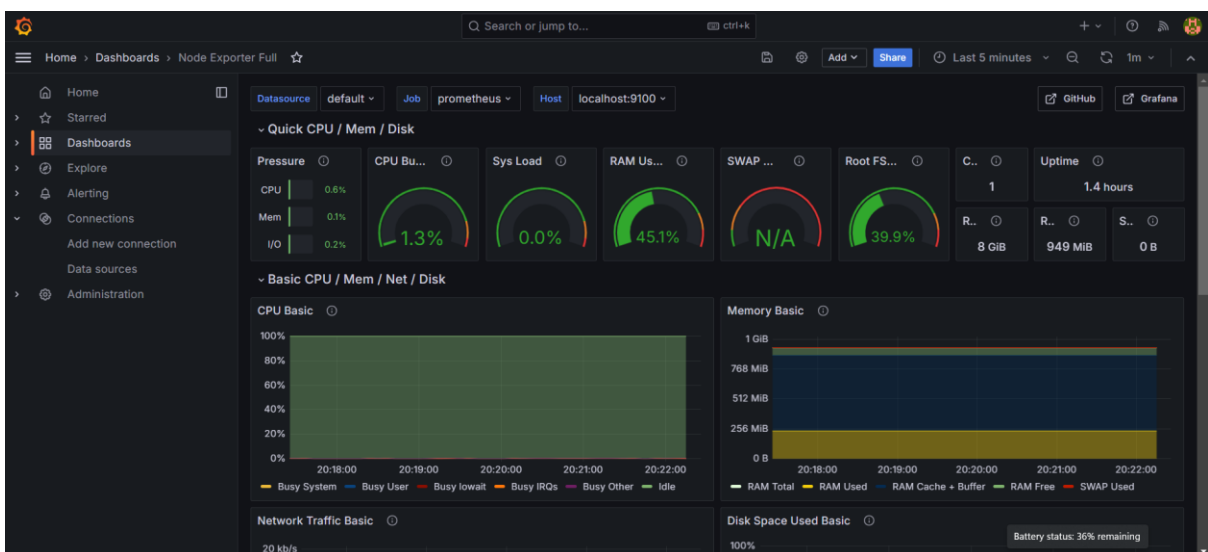 Search or jump to... ctrl+k
Home › Dashboards › Node Exporter Full Add Share Last 5 minutes 1m
Home
Starred
Dashboards
Explore
Alerting
Connections
Add new connection
Data sources
Administration
Datasource default Job prometheus Host localhost:9100 GitHub Grafana
Quick CPU / Mem / Disk
Pressure
CPU 0.6%
Mem 0.1%
I/O 0.2%
CPU Bu...
1.3%
Sys Load
0.0%
RAM Us...
45.1%
SWAP ...
N/A
Root FS...
39.9%
C..
1
Uptime
1.4 hours
R..
8 GiB
R..
949 MiB
S..
0 B
Basic CPU / Mem / Net / Disk
CPU Basic
100%
80%
60%
40%
20%
0%
20:18:00 20:19:00 20:20:00 20:21:00 20:22:00
Busy System Busy User Busy Iowait Busy IRQs Busy Other Idle
Memory Basic
1 GiB
768 MiB
512 MiB
256 MiB
0 B
20:18:00 20:19:00 20:20:00 20:21:00 20:22:00
RAM Total RAM Used RAM Cache + Buffer RAM Free SWAP Used
Network Traffic Basic
20 kb/s
Disk Space Used Basic
100%
Battery status: 36% remaining